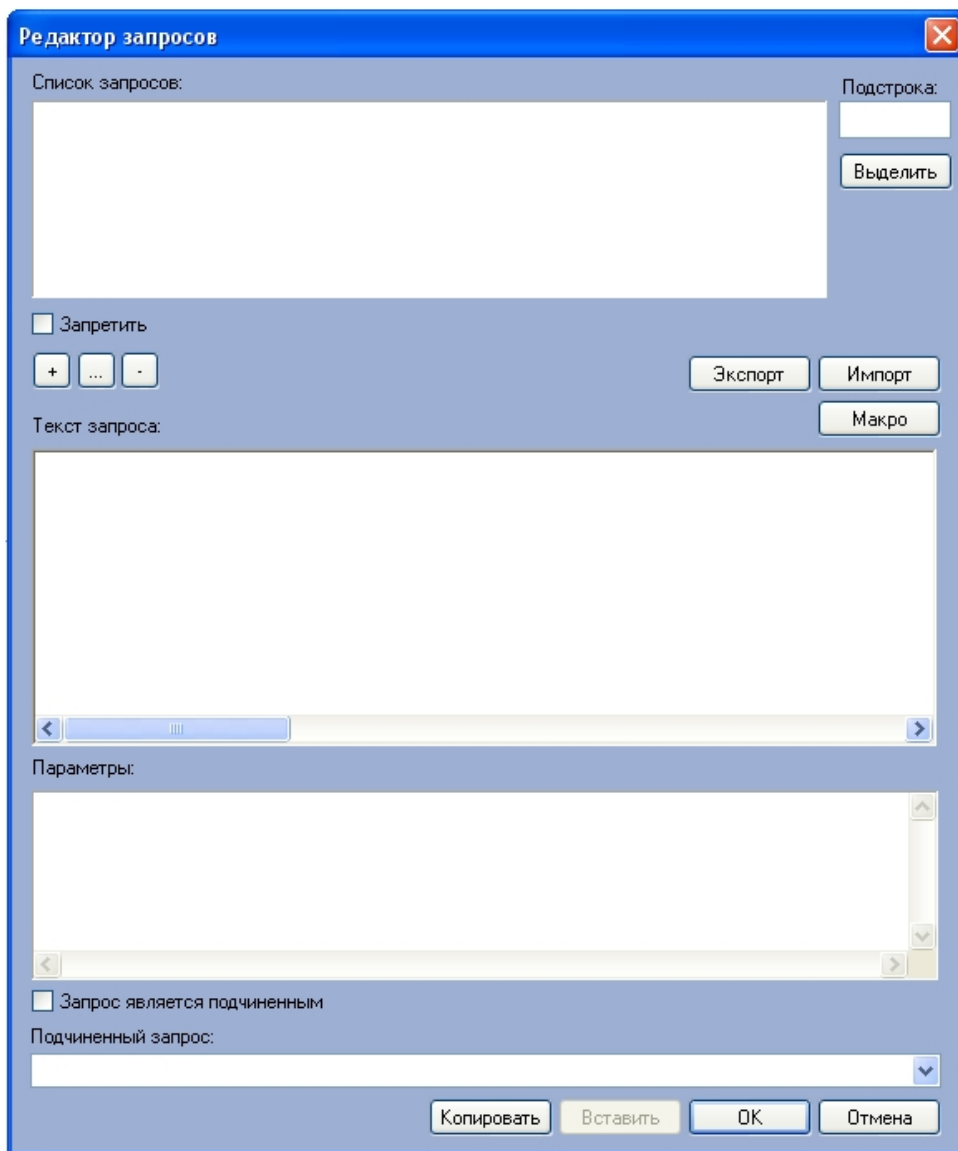 Редактор запросов
Список запросов:
Подстрока:
Выделить
Запретить
+ ... -
Экспорт Импорт
Макро
Текст запроса:
Параметры:
Запрос является подчиненным
Подчиненный запрос:
Копировать Вставить OK Отмена